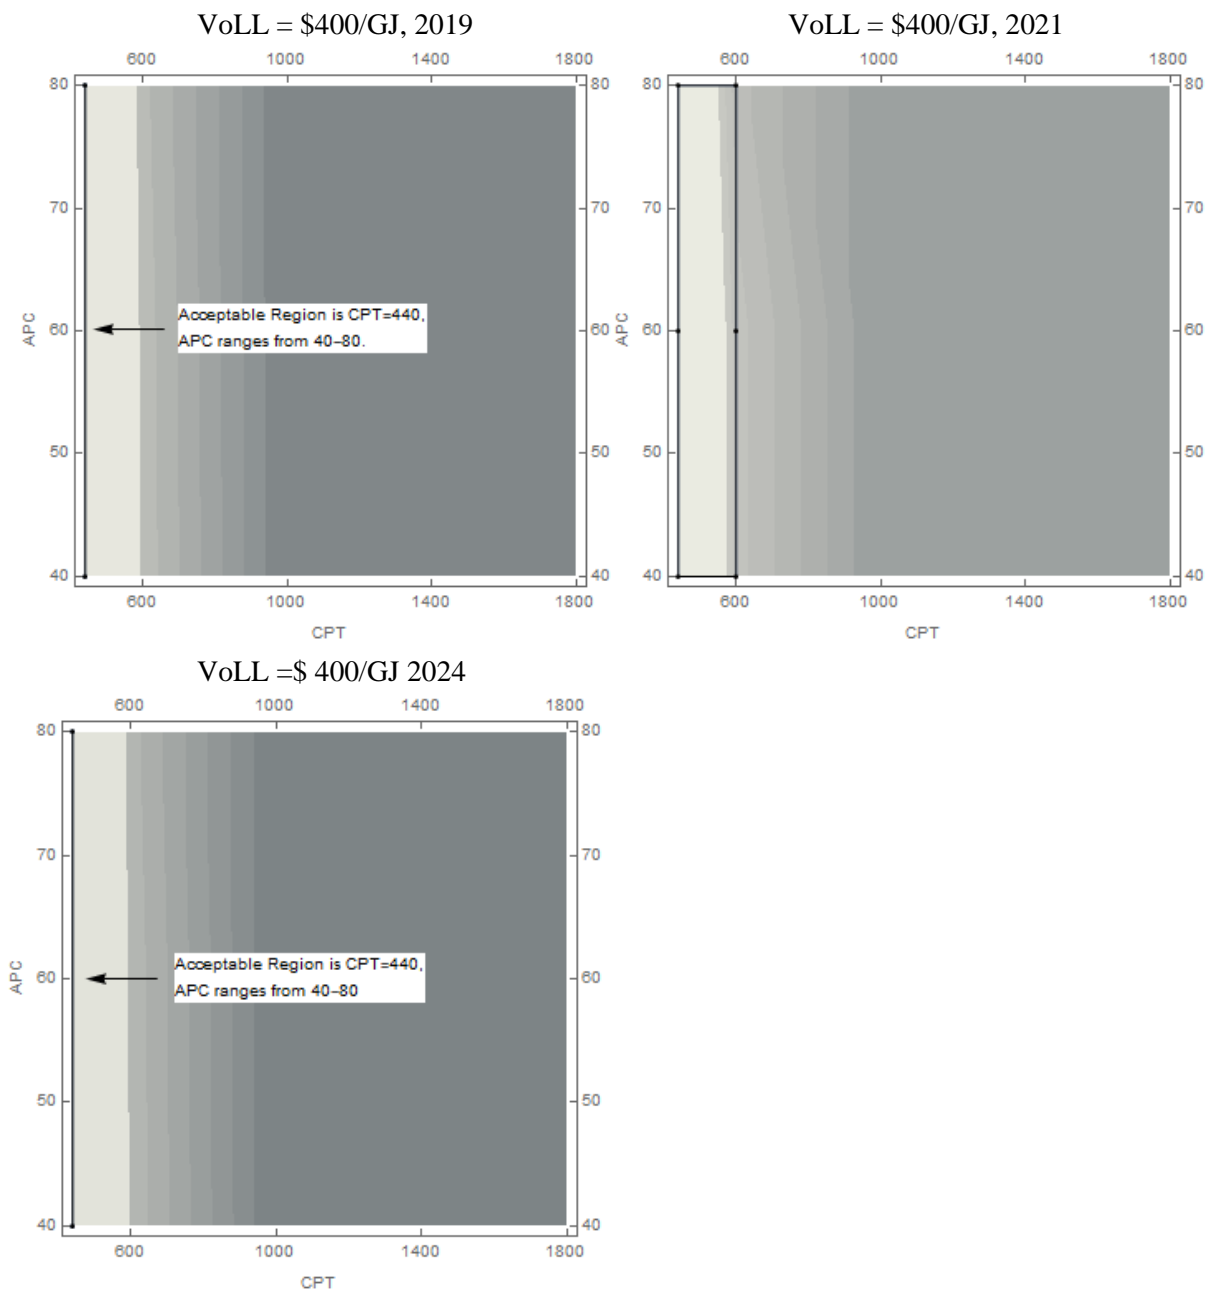 VoLL = $400/GJ, 2019
600 1000 1400 1800
80 80
70 70
Acceptable Region is CPT=440,
APC ranges from 40–80.
60 60
APC
50 50
40 40
600 1000 1400 1800
CPT
VoLL = $400/GJ, 2021
600 1000 1400 1800
80 80
70 70
60 60
APC
50 50
40 40
600 1000 1400 1800
CPT
VoLL =$ 400/GJ 2024
600 1000 1400 1800
80 80
70 70
Acceptable Region is CPT=440,
APC ranges from 40–80
60 60
APC
50 50
40 40
600 1000 1400 1800
CPT